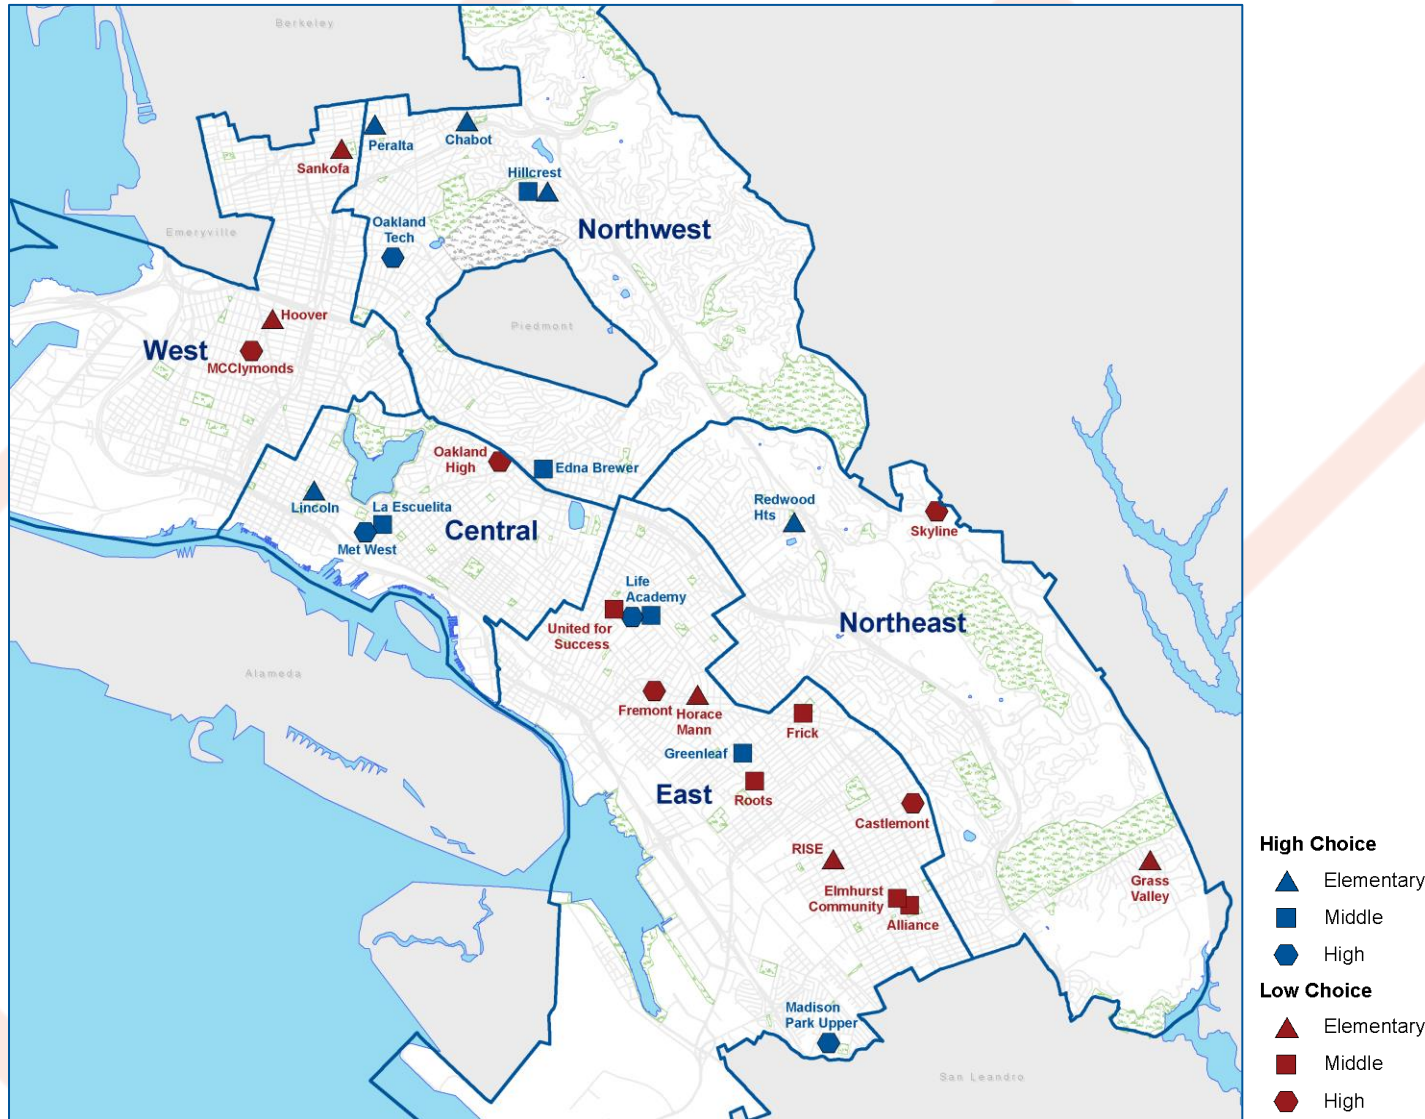 Berkeley
Peralta
Chabot
Sankofa
Hillcrest
Oakland
Tech
Northwest
Emeryville
Hoover
Piedmont
West
MCClymonds
Oakland
High
Edna Brewer
Lincoln
La Escuelita
Redwood
Hts
Skyline
Central
Met West
Life
Academy
United for
Success
Northeast
Alameda
Fremont
Horace
Mann
Frick
Greenleaf
East
Roots
Castlemont
RISE
Elmhurst
Community
Alliance
Grass
Valley
Madison
Park Upper
San Leandro
High Choice
Elementary
Middle
High
Low Choice
Elementary
Middle
High